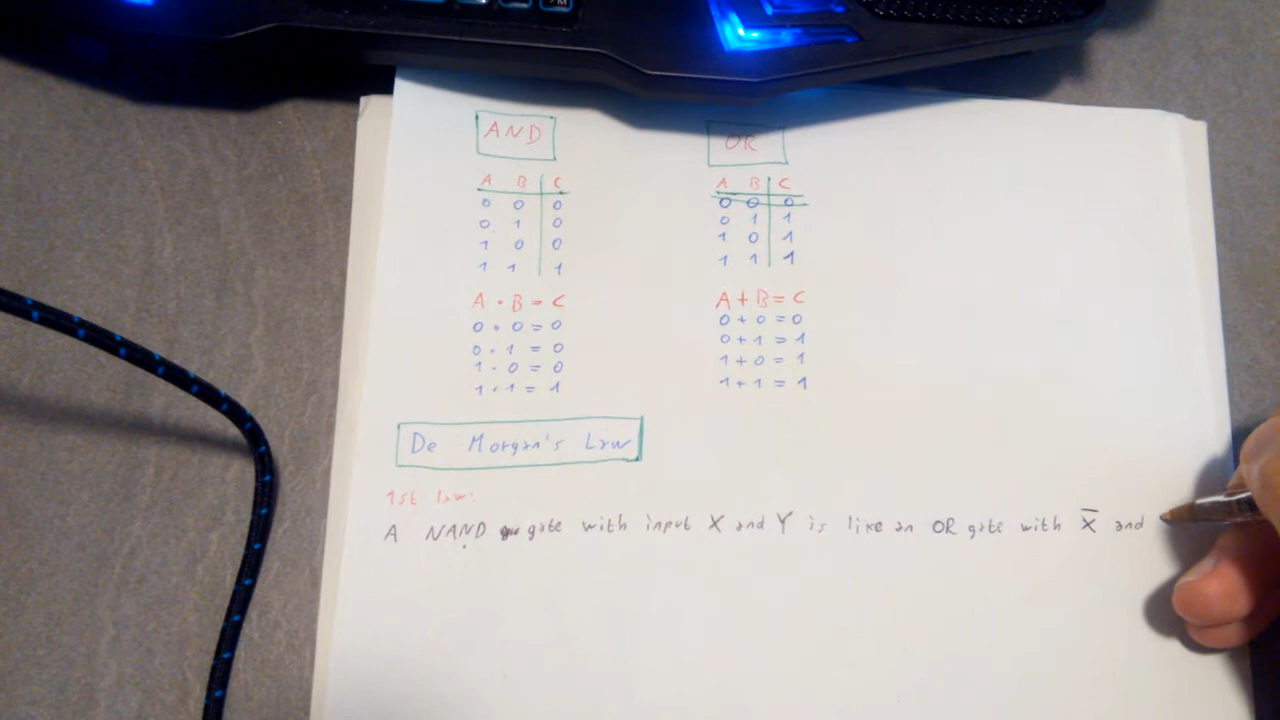 AND OR
A B C A B C
0 0 0 0 0 0
0 1 0 0 1 1
1 0 0 1 0 1
1 1 1 1 1 1
A · B = C A + B = C
0 · 0 = 0 0 + 0 = 0
0 · 1 = 0 0 + 1 = 1
1 · 0 = 0 1 + 0 = 1
1 · 1 = 1 1 + 1 = 1
De Morgan's Law
1st law:
A NAND gate with input X and Y is like an OR gate with X̅ and